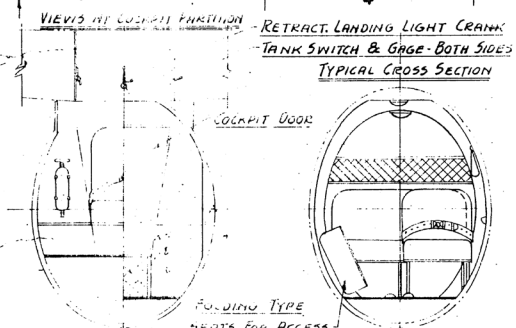 VIEWS AT COCKPIT PARTITION
RETRACT. LANDING LIGHT CRANK
TANK SWITCH & GAGE - BOTH SIDES
TYPICAL CROSS SECTION
COCKPIT DOOR
FOLDING TYPE
SEATS FOR ACCESS